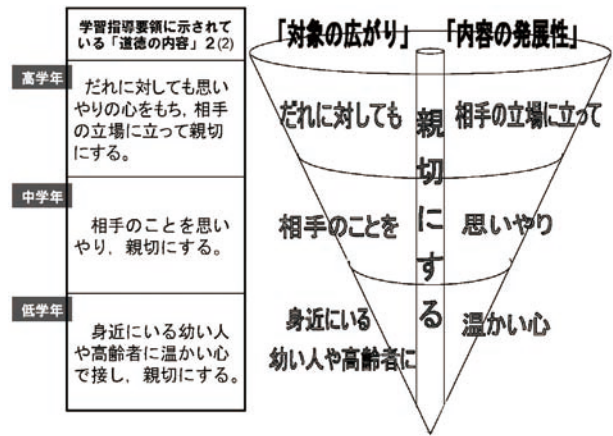 学習指導要領に示されて
いる「道徳の内容」2(2)
高学年
だれに対しても思い
やりの心をもち，相手
の立場に立って親切
にする。
中学年
相手のことを思い
やり，親切にする。
低学年
身近にいる幼い人
や高齢者に温かい心
で接し，親切にする。
「対象の広がり」「内容の発展性」
だれに対しても
相手の立場に立って
親切にする
相手のことを
思いやり
身近にいる
幼い人や高齢者に
温かい心